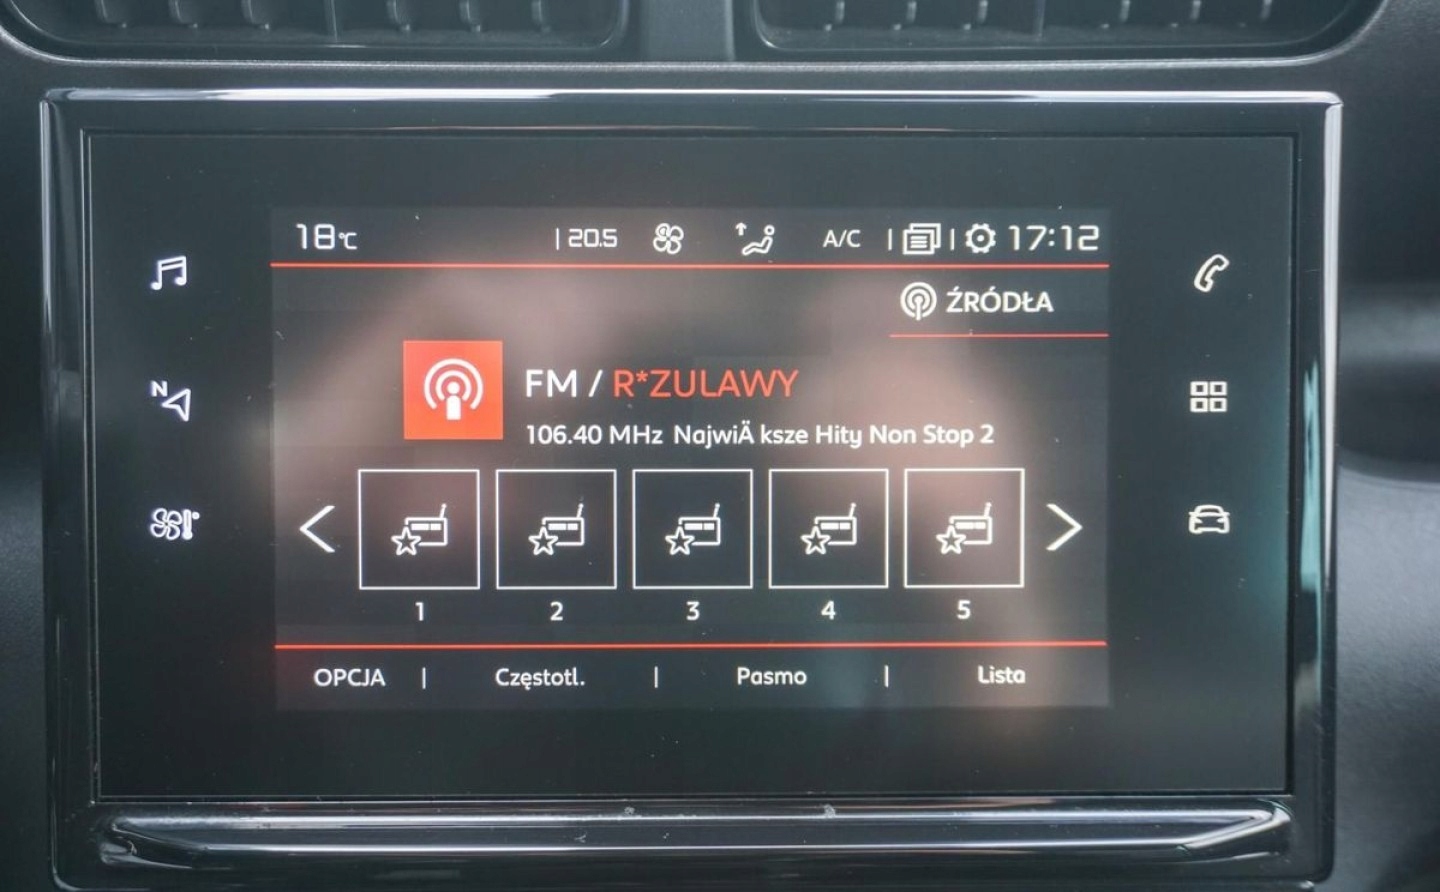 18°C | 20.5 A/C | | 17:12
ŹRÓDŁA
FM / R*ZULAWY
106.40 MHz NajwiÄ ksze Hity Non Stop 2
N
1 2 3 4 5
OPCJA | Częstotl. | Pasmo | Lista